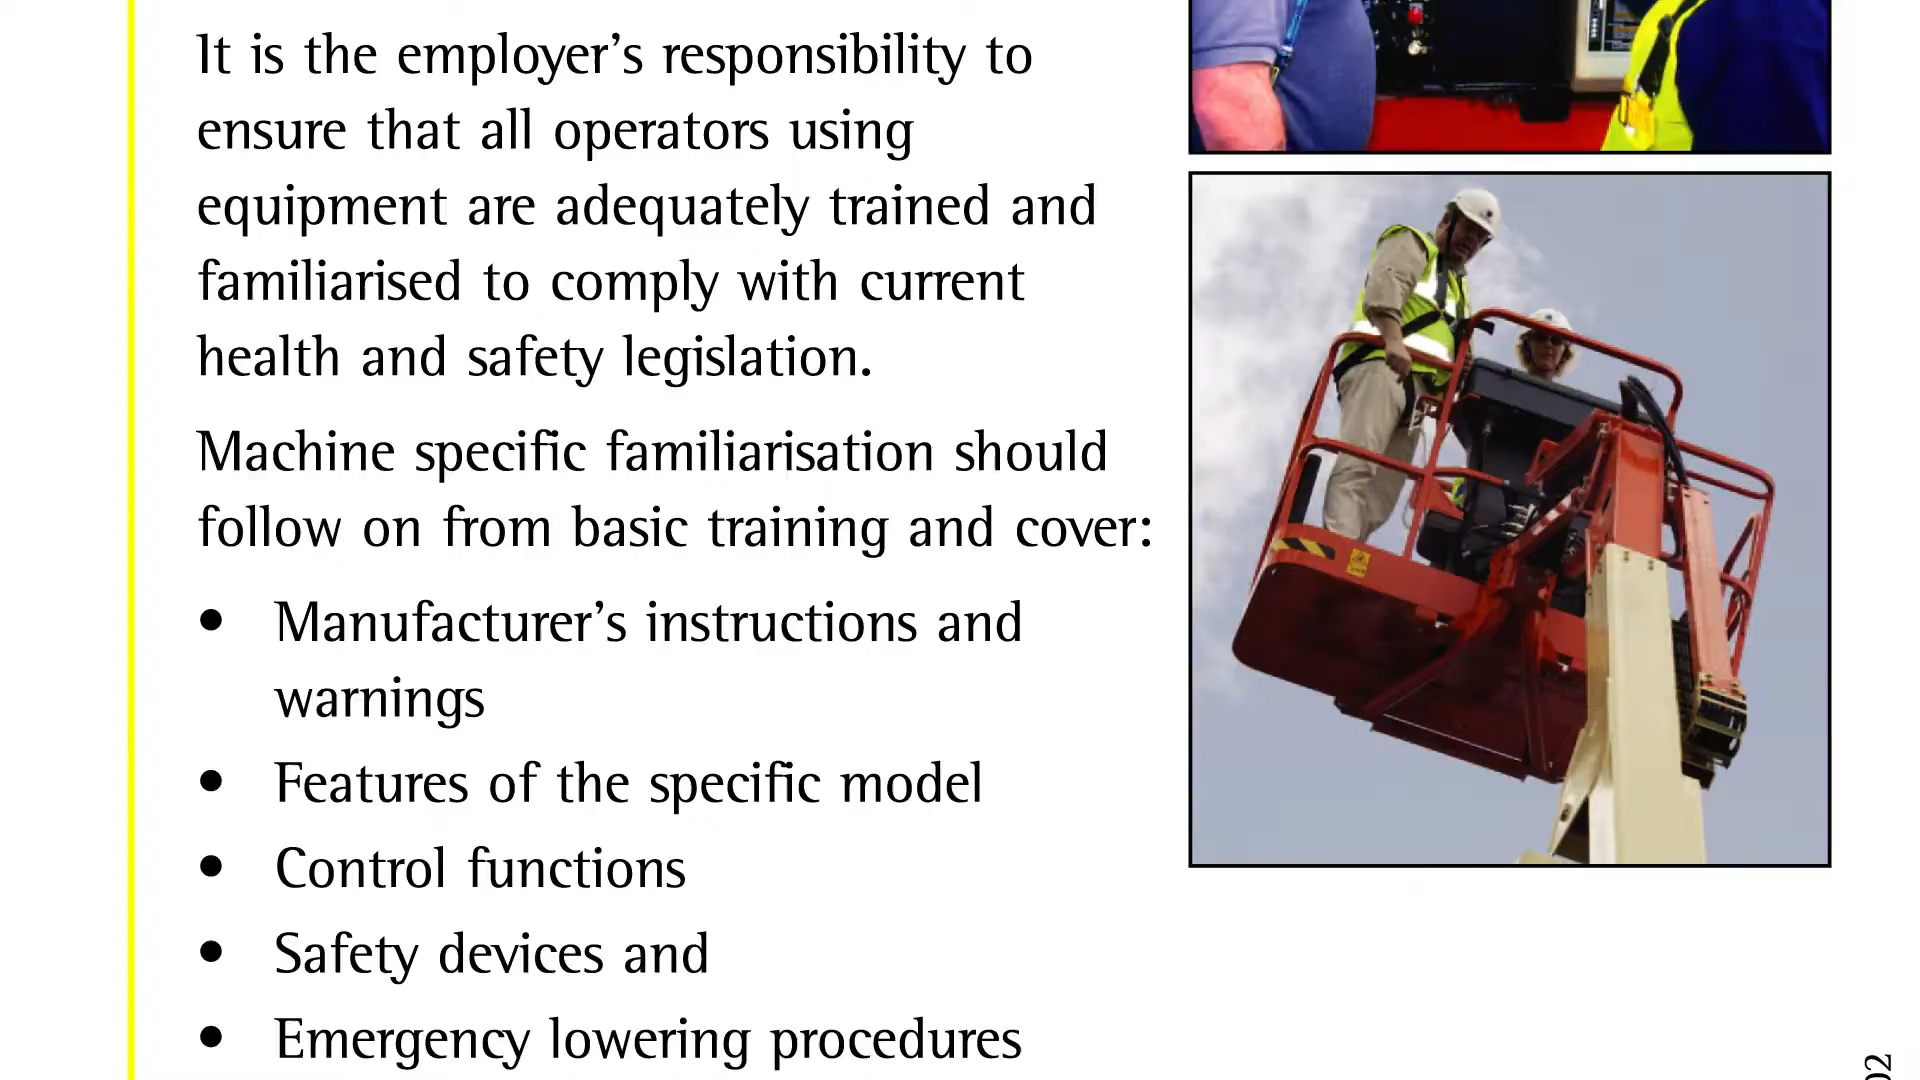 It is the employer’s responsibility to
ensure that all operators using
equipment are adequately trained and
familiarised to comply with current
health and safety legislation.
Machine specific familiarisation should
follow on from basic training and cover:
• Manufacturer’s instructions and
warnings
• Features of the specific model
• Control functions
• Safety devices and
• Emergency lowering procedures